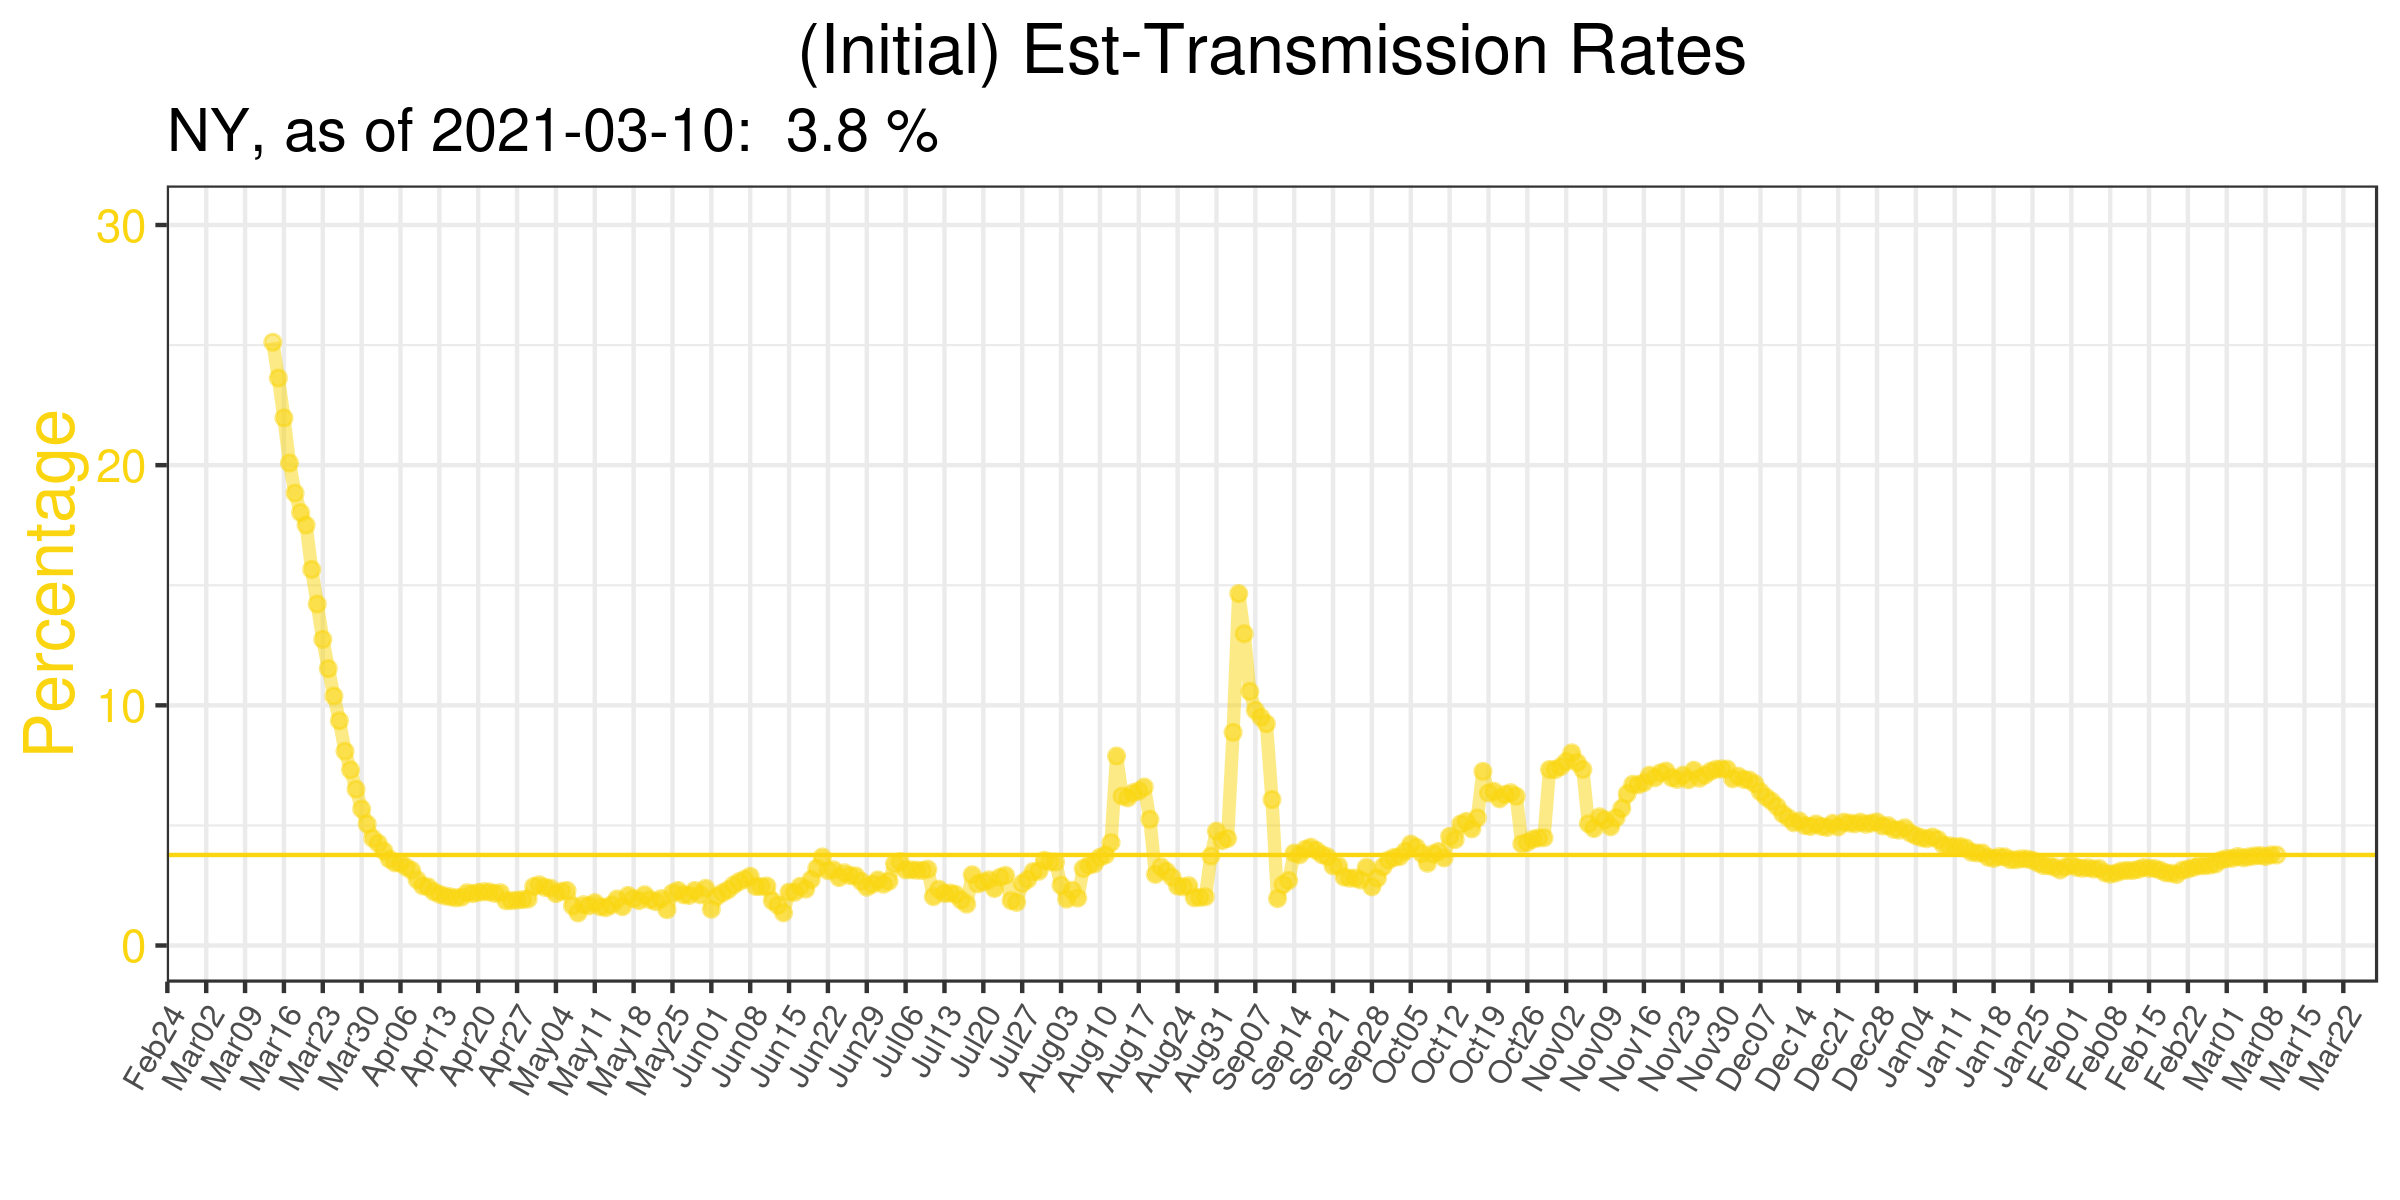 (Initial) Est-Transmission Rates
NY, as of 2021-03-10:  3.8 %
Percentage
30
20
10
0
Feb24
Mar02
Mar09
Mar16
Mar23
Mar30
Apr06
Apr13
Apr20
Apr27
May04
May11
May18
May25
Jun01
Jun08
Jun15
Jun22
Jun29
Jul06
Jul13
Jul20
Jul27
Aug03
Aug10
Aug17
Aug24
Aug31
Sep07
Sep14
Sep21
Sep28
Oct05
Oct12
Oct19
Oct26
Nov02
Nov09
Nov16
Nov23
Nov30
Dec07
Dec14
Dec21
Dec28
Jan04
Jan11
Jan18
Jan25
Feb01
Feb08
Feb15
Feb22
Mar01
Mar08
Mar15
Mar22